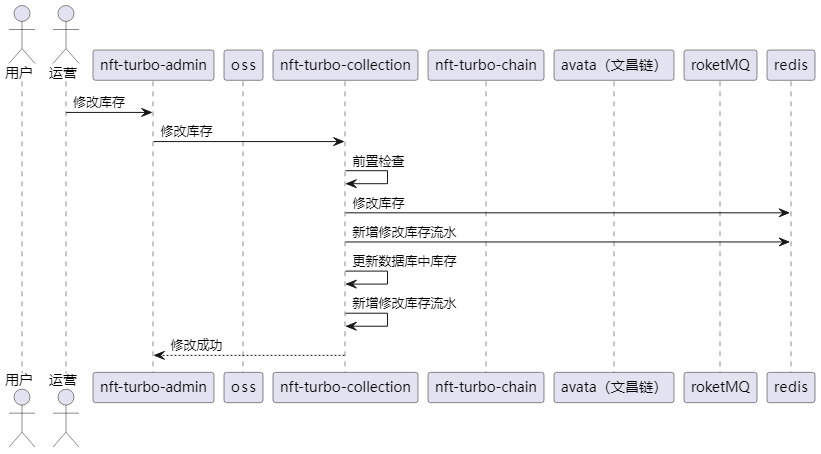 用户
运营
nft-turbo-admin
oss
nft-turbo-collection
nft-turbo-chain
avata（文昌链）
roketMQ
redis
修改库存
修改库存
前置检查
修改库存
新增修改库存流水
更新数据库中库存
新增修改库存流水
修改成功
用户
运营
nft-turbo-admin
oss
nft-turbo-collection
nft-turbo-chain
avata（文昌链）
roketMQ
redis